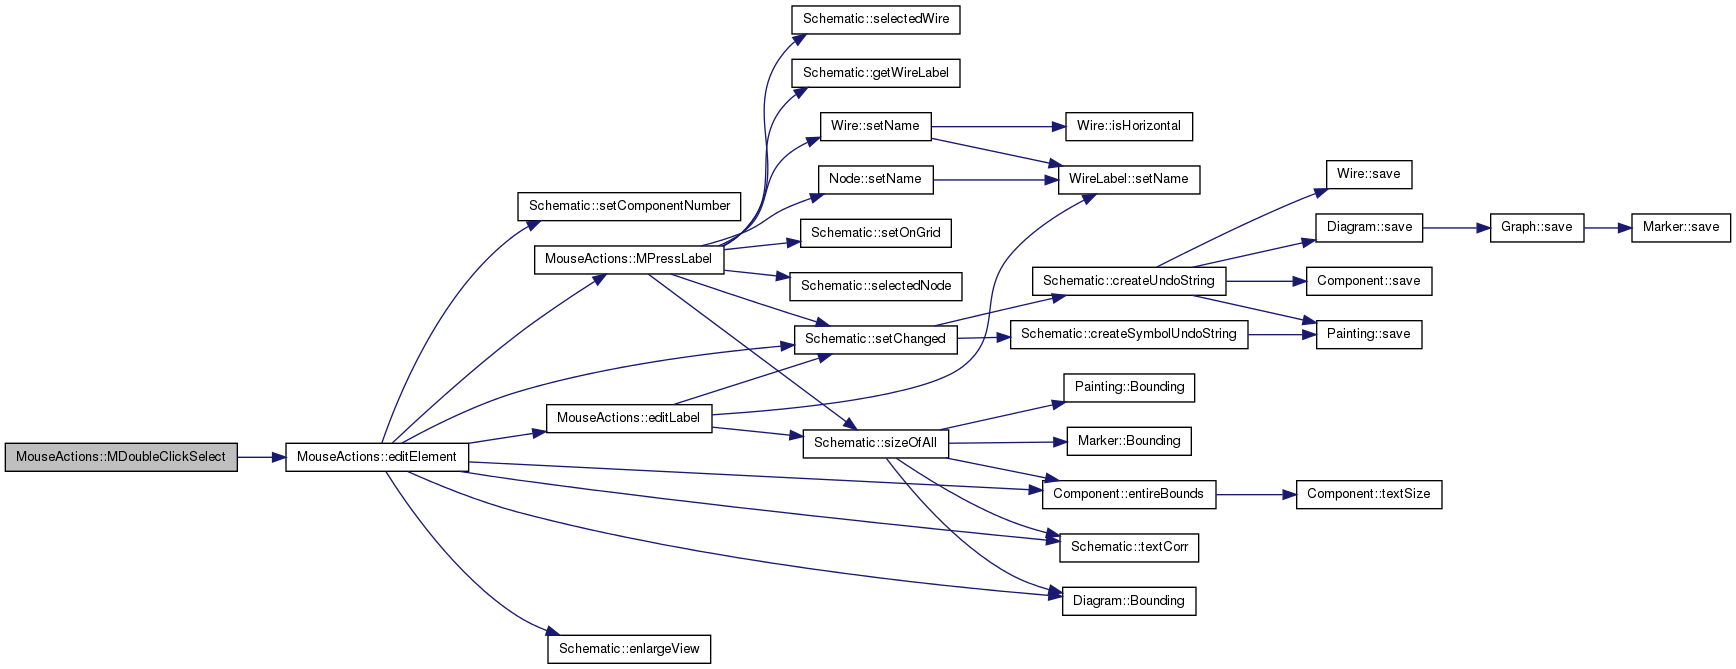 Schematic::selectedWire
Schematic::getWireLabel
Wire::setName
Wire::isHorizontal
Wire::save
Node::setName
WireLabel::setName
Schematic::setComponentNumber
Diagram::save
Graph::save
Marker::save
Schematic::setOnGrid
MouseActions::MPressLabel
Schematic::selectedNode
Schematic::createUndoString
Component::save
Schematic::setChanged
Schematic::createSymbolUndoString
Painting::save
Painting::Bounding
MouseActions::editLabel
Schematic::sizeOfAll
Marker::Bounding
MouseActions::MDoubleClickSelect
MouseActions::editElement
Component::entireBounds
Component::textSize
Schematic::textCorr
Diagram::Bounding
Schematic::enlargeView